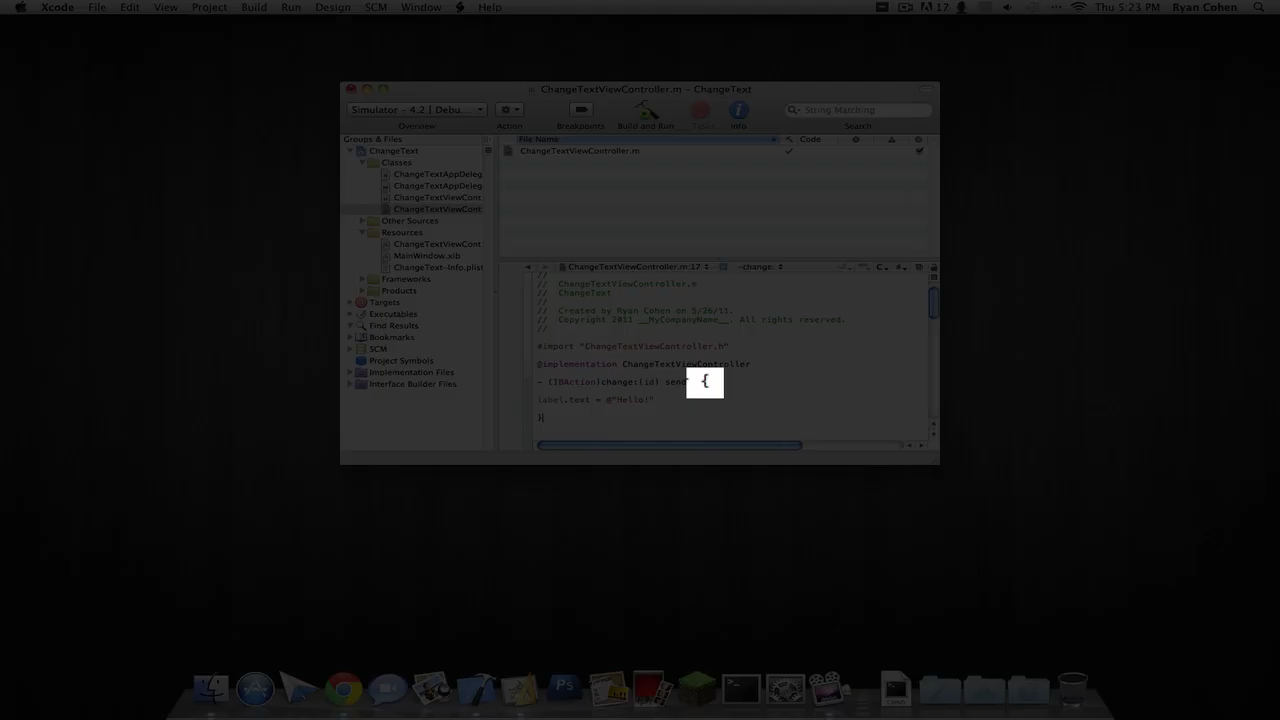 Xcode File Edit View Project Build Run Design SCM Window Help 17 Thu 5:23 PM Ryan Cohen
ChangeTextViewController.m - ChangeText
Simulator - 4.2 | Debu... String Matching
Overview Action Breakpoints Build and Run Tasks Info Search
Groups & Files File Name Code
ChangeText ChangeTextViewController.m
Classes
ChangeTextAppDeleg
ChangeTextAppDeleg
ChangeTextViewCont
ChangeTextViewCont
Other Sources
Resources
ChangeTextViewCont
MainWindow.xib
ChangeText-Info.plist
Frameworks
Products
Targets
Executables
Find Results
Bookmarks
SCM
Project Symbols
Implementation Files
Interface Builder Files
ChangeTextViewController.m:17 -change: C #
//
// ChangeTextViewController.m
// ChangeText
//
// Created by Ryan Cohen on 5/26/11.
// Copyright 2011 __MyCompanyName__. All rights reserved.
//
#import "ChangeTextViewController.h"
@implementation ChangeTextViewController
- (IBAction)change:(id) send {
label.text = @"Hello!"
}
Ps